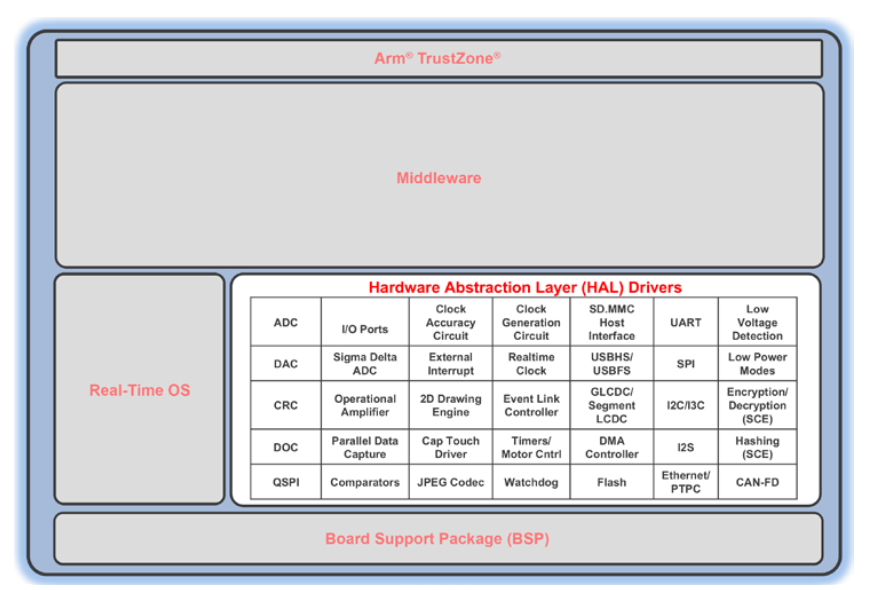 Arm® TrustZone®
Middleware
Real-Time OS
Hardware Abstraction Layer (HAL) Drivers
ADC
I/O Ports
Clock
Accuracy
Circuit
Clock
Generation
Circuit
SD.MMC
Host
Interface
UART
Low
Voltage
Detection
DAC
Sigma Delta
ADC
External
Interrupt
Realtime
Clock
USBHS/
USBFS
SPI
Low Power
Modes
CRC
Operational
Amplifier
2D Drawing
Engine
Event Link
Controller
GLCDC/
Segment
LCDC
I2C/I3C
Encryption/
Decryption
(SCE)
DOC
Parallel Data
Capture
Cap Touch
Driver
Timers/
Motor Cntrl
DMA
Controller
I2S
Hashing
(SCE)
QSPI
Comparators
JPEG Codec
Watchdog
Flash
Ethernet/
PTPC
CAN-FD
Board Support Package (BSP)